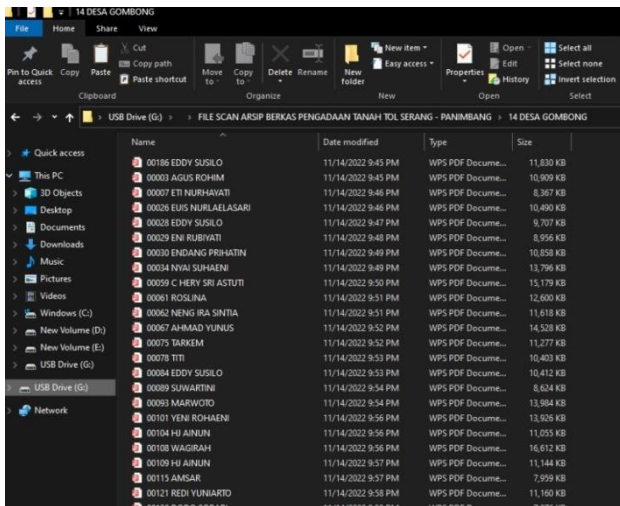 14 DESA GOMBONG
File Home Share View
Pin to Quick access
Copy
Paste
Cut
Copy path
Paste shortcut
Clipboard
Move to
Copy to
Delete
Rename
Organize
New folder
New item
Easy access
New
Properties
Open
Edit
History
Open
Select all
Select none
Invert selection
Select
USB Drive (G:) > > FILE SCAN ARSIP BERKAS PENGADAAN TANAH TOL SERANG - PANIMBANG > 14 DESA GOMBONG
Quick access
This PC
3D Objects
Desktop
Documents
Downloads
Music
Pictures
Videos
Windows (C:)
New Volume (D:)
New Volume (E:)
USB Drive (G:)
USB Drive (G:)
Network
Name Date modified Type Size
00186 EDDY SUSILO 11/14/2022 9:45 PM WPS PDF Docume... 11,830 KB
00003 AGUS ROHIM 11/14/2022 9:45 PM WPS PDF Docume... 10,909 KB
00007 ETI NURHAYATI 11/14/2022 9:46 PM WPS PDF Docume... 8,367 KB
00026 EUIS NURLAELASARI 11/14/2022 9:46 PM WPS PDF Docume... 10,490 KB
00028 EDDY SUSILO 11/14/2022 9:47 PM WPS PDF Docume... 9,707 KB
00029 ENI RUBIYATI 11/14/2022 9:48 PM WPS PDF Docume... 8,956 KB
00030 ENDANG PRIHATIN 11/14/2022 9:49 PM WPS PDF Docume... 10,858 KB
00034 NYAI SUHAENI 11/14/2022 9:49 PM WPS PDF Docume... 13,796 KB
00059 C HERY SRI ASTUTI 11/14/2022 9:50 PM WPS PDF Docume... 15,179 KB
00061 ROSLINA 11/14/2022 9:51 PM WPS PDF Docume... 12,600 KB
00062 NENG IRA SINTIA 11/14/2022 9:51 PM WPS PDF Docume... 11,618 KB
00067 AHMAD YUNUS 11/14/2022 9:52 PM WPS PDF Docume... 14,528 KB
00075 TARKEM 11/14/2022 9:52 PM WPS PDF Docume... 11,277 KB
00078 TITI 11/14/2022 9:53 PM WPS PDF Docume... 10,403 KB
00084 EDDY SUSILO 11/14/2022 9:53 PM WPS PDF Docume... 10,412 KB
00089 SUWARTINI 11/14/2022 9:54 PM WPS PDF Docume... 8,624 KB
00093 MARWOTO 11/14/2022 9:54 PM WPS PDF Docume... 13,984 KB
00101 YENI ROHAENI 11/14/2022 9:56 PM WPS PDF Docume... 13,926 KB
00104 HJ AINUN 11/14/2022 9:56 PM WPS PDF Docume... 11,055 KB
00108 WAGIRAH 11/14/2022 9:56 PM WPS PDF Docume... 16,612 KB
00109 HJ AINUN 11/14/2022 9:57 PM WPS PDF Docume... 11,144 KB
00115 AMSAR 11/14/2022 9:57 PM WPS PDF Docume... 7,959 KB
00121 REDI YUNIARTO 11/14/2022 9:58 PM WPS PDF Docume... 11,160 KB